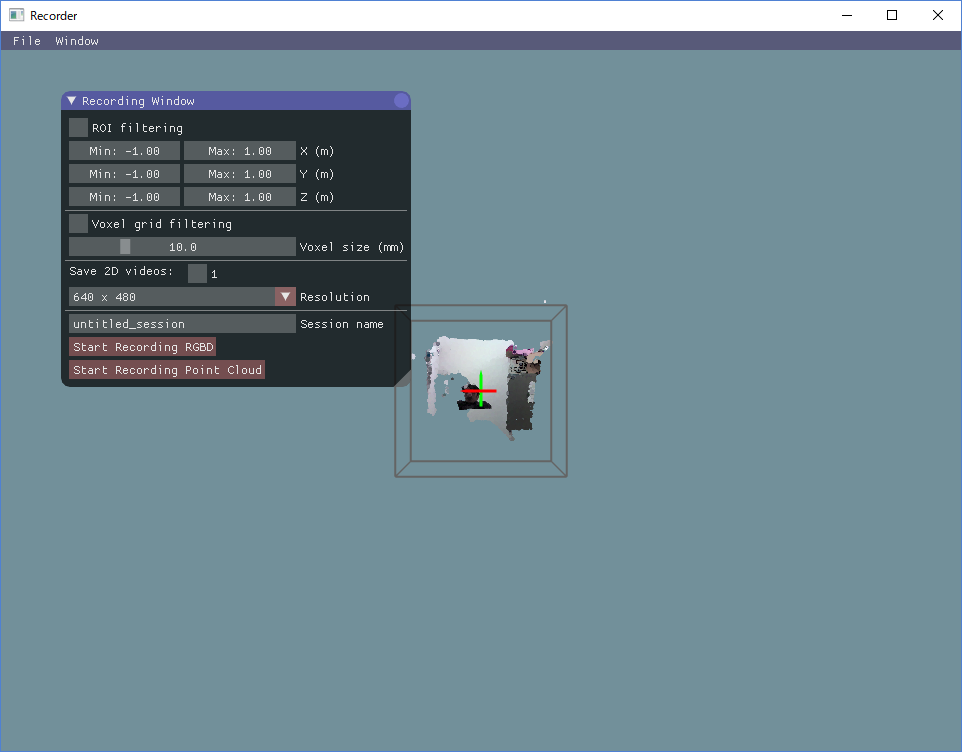 Recorder
File Window
Recording Window
ROI filtering
Min: -1.00 Max: 1.00 X (m)
Min: -1.00 Max: 1.00 Y (m)
Min: -1.00 Max: 1.00 Z (m)
Voxel grid filtering
10.0 Voxel size (mm)
Save 2D videos: 1
640 x 480 Resolution
untitled_session Session name
Start Recording RGBD
Start Recording Point Cloud